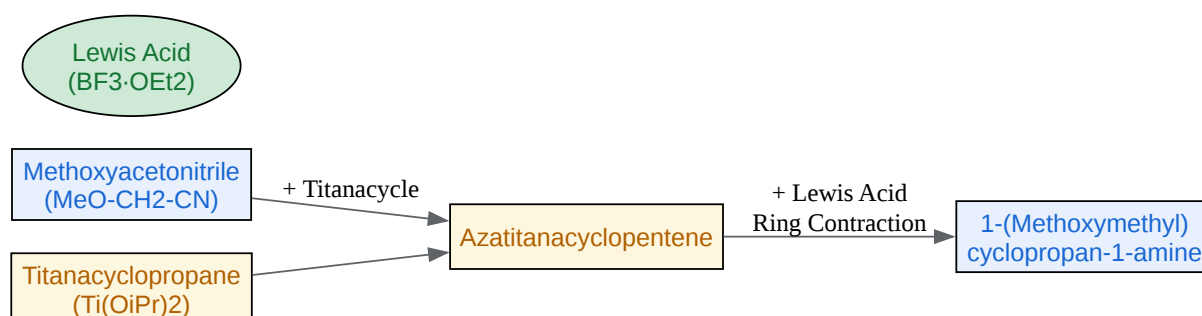 Lewis Acid
(BF3·OEt2)
Methoxyacetonitrile
(MeO-CH2-CN)
+ Titanacycle
Titanacyclopropane
(Ti(OiPr)2)
Azatitanacyclopentene
+ Lewis Acid
Ring Contraction
1-(Methoxymethyl)
cyclopropan-1-amine